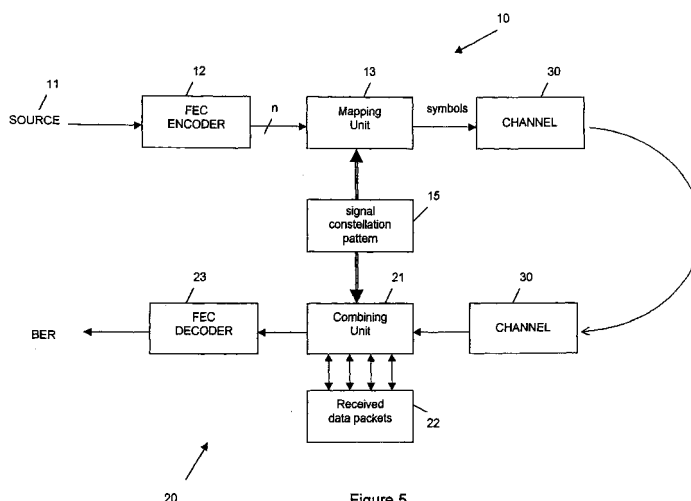 10
11
SOURCE
12
FEC
ENCODER
n
13
Mapping
Unit
symbols
30
CHANNEL
15
signal
constellation
pattern
23
FEC
DECODER
BER
21
Combining
Unit
30
CHANNEL
Received
data packets
22
20
Figure 5